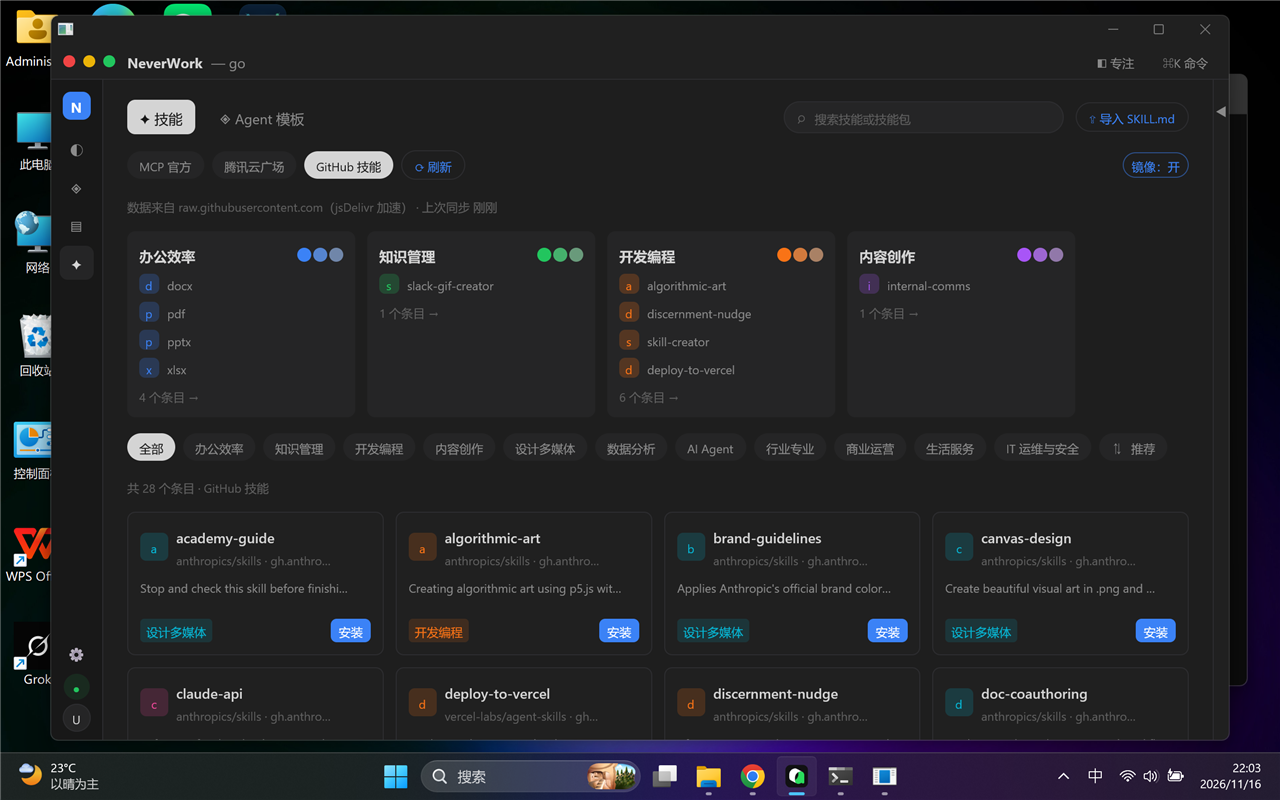 Adminis
此电脑
网络
回收站
控制面
WPS Off
Grok
NeverWork — go
专注
⌘K 命令
N
✦ 技能
◈ Agent 模板
搜索技能或技能包
⇧ 导入 SKILL.md
MCP 官方
腾讯云广场
GitHub 技能
⟳ 刷新
镜像：开
数据来自 raw.githubusercontent.com（jsDelivr 加速） · 上次同步 刚刚
办公效率
d docx
p pdf
p pptx
x xlsx
4 个条目 →
知识管理
s slack-gif-creator
1 个条目 →
开发编程
a algorithmic-art
d discernment-nudge
s skill-creator
d deploy-to-vercel
6 个条目 →
内容创作
i internal-comms
1 个条目 →
全部 办公效率 知识管理 开发编程 内容创作 设计多媒体 数据分析 AI Agent 行业专业 商业运营 生活服务 IT 运维与安全 ⇅ 推荐
共 28 个条目 · GitHub 技能
a academy-guide
anthropics/skills · gh.anthro...
Stop and check this skill before finishi...
设计多媒体 安装
a algorithmic-art
anthropics/skills · gh.anthro...
Creating algorithmic art using p5.js wit...
开发编程 安装
b brand-guidelines
anthropics/skills · gh.anthro...
Applies Anthropic's official brand color...
设计多媒体 安装
c canvas-design
anthropics/skills · gh.anthro...
Create beautiful visual art in .png and ...
设计多媒体 安装
c claude-api
anthropics/skills · gh.anthro...
d deploy-to-vercel
vercel-labs/agent-skills · gh...
d discernment-nudge
anthropics/skills · gh.anthro...
d doc-coauthoring
anthropics/skills · gh.anthro...
U
23°C
以晴为主
搜索
中
22:03
2026/11/16